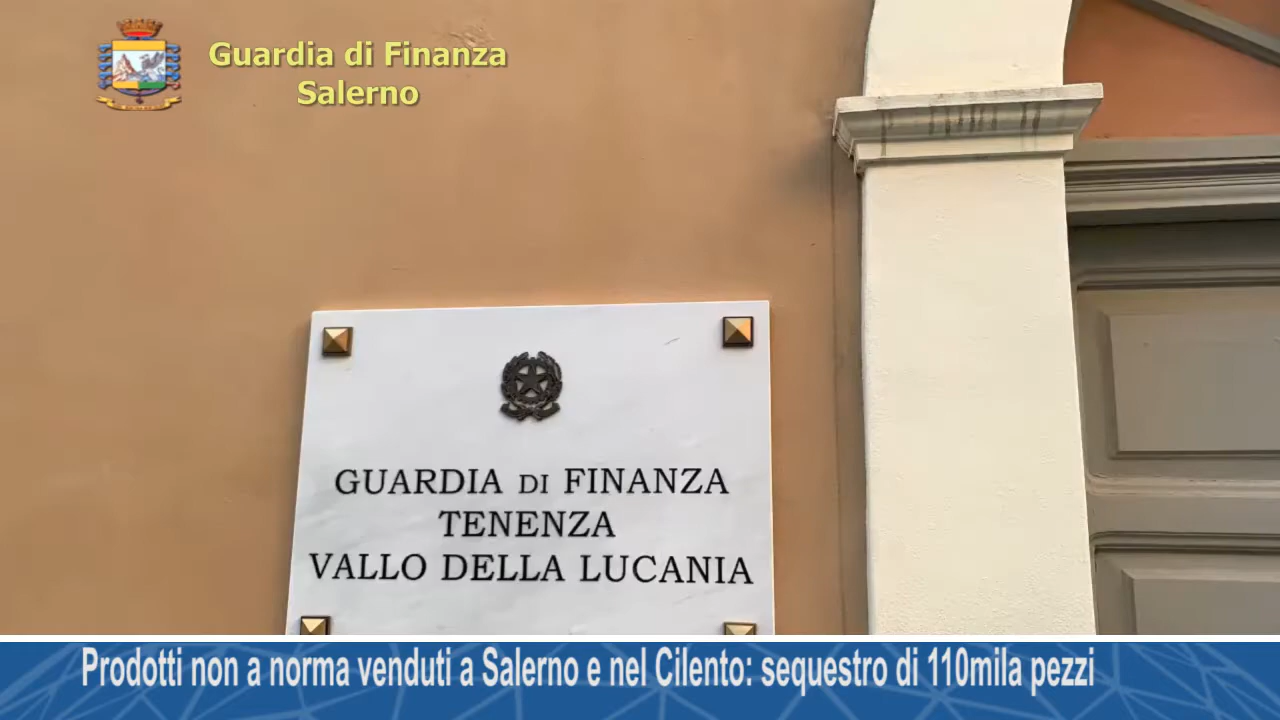 Guardia di Finanza
Salerno
GUARDIA DI FINANZA
TENENZA
VALLO DELLA LUCANIA
Prodotti non a norma venduti a Salerno e nel Cilento: sequestro di 110mila pezzi